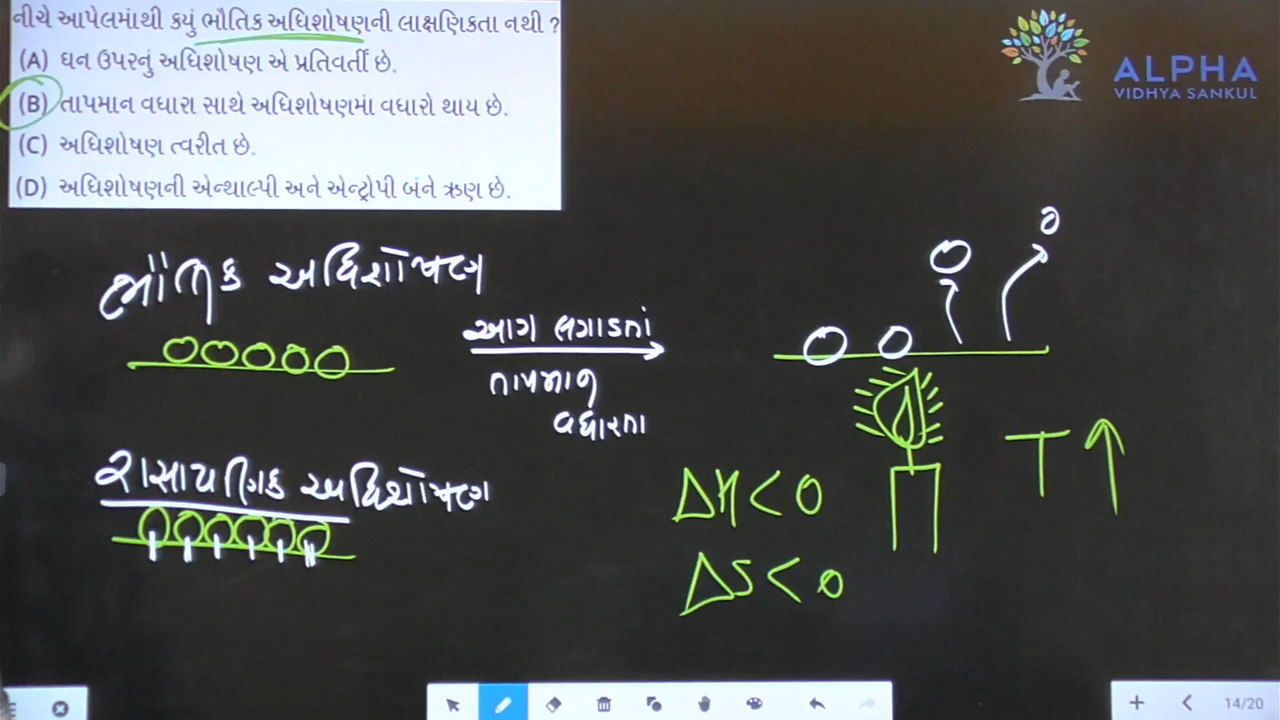 નીચે આપેલમાંથી કયું ભૌતિક અધિશોષણની લાક્ષણિકતા નથી ?
(A) ઘન ઉપરનું અધિશોષણ એ પ્રતિવર્તી છે.
(B) તાપમાન વધારા સાથે અધિશોષણમાં વધારો થાય છે.
(C) અધિશોષણ ત્વરીત છે.
(D) અધિશોષણની એન્થાલ્પી અને એન્ટ્રોપી બંને ઋણ છે.
ALPHA
VIDHYA SANKUL
ભૌતિક અધિશોષણ
આગ લગાડતાં
તાપમાન
વધારતા
T ↑
રાસાયણિક અધિશોષણ
ΔH < 0
ΔS < 0
14/20